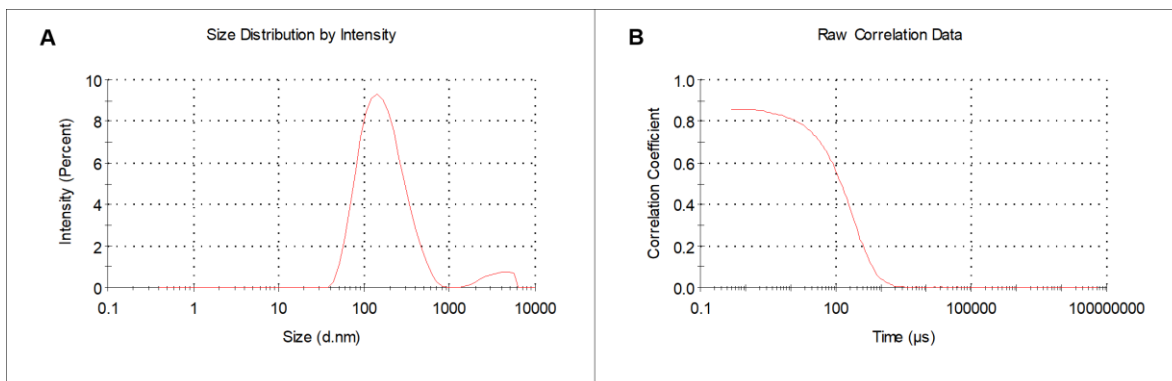 A
Size Distribution by Intensity
Intensity (Percent)
10
8
6
4
2
0
0.1 1 10 100 1000 10000
Size (d.nm)
B
Raw Correlation Data
Correlation Coefficient
1.0
0.8
0.6
0.4
0.2
0.0
0.1 1000 100000 100000000
Time (µs)